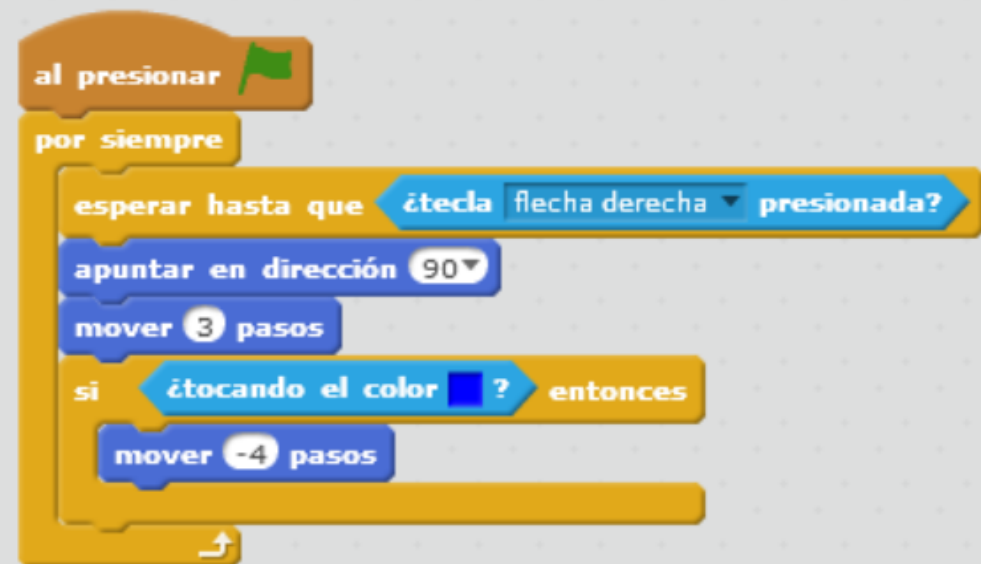 al presionar
por siempre
esperar hasta que ¿tecla flecha derecha presionada?
apuntar en dirección 90
mover 3 pasos
si ¿tocando el color ? entonces
mover -4 pasos